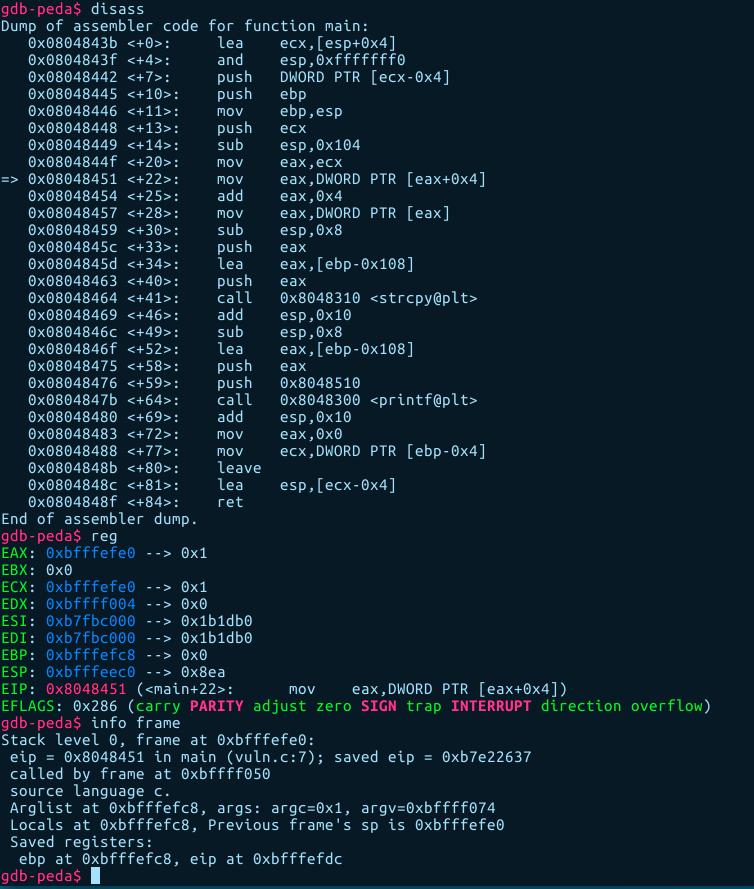 gdb-peda$ disass
Dump of assembler code for function main:
   0x0804843b <+0>:	lea    ecx,[esp+0x4]
   0x0804843f <+4>:	and    esp,0xfffffff0
   0x08048442 <+7>:	push   DWORD PTR [ecx-0x4]
   0x08048445 <+10>:	push   ebp
   0x08048446 <+11>:	mov    ebp,esp
   0x08048448 <+13>:	push   ecx
   0x08048449 <+14>:	sub    esp,0x104
   0x0804844f <+20>:	mov    eax,ecx
=> 0x08048451 <+22>:	mov    eax,DWORD PTR [eax+0x4]
   0x08048454 <+25>:	add    eax,0x4
   0x08048457 <+28>:	mov    eax,DWORD PTR [eax]
   0x08048459 <+30>:	sub    esp,0x8
   0x0804845c <+33>:	push   eax
   0x0804845d <+34>:	lea    eax,[ebp-0x108]
   0x08048463 <+40>:	push   eax
   0x08048464 <+41>:	call   0x8048310 <strcpy@plt>
   0x08048469 <+46>:	add    esp,0x10
   0x0804846c <+49>:	sub    esp,0x8
   0x0804846f <+52>:	lea    eax,[ebp-0x108]
   0x08048475 <+58>:	push   eax
   0x08048476 <+59>:	push   0x8048510
   0x0804847b <+64>:	call   0x8048300 <printf@plt>
   0x08048480 <+69>:	add    esp,0x10
   0x08048483 <+72>:	mov    eax,0x0
   0x08048488 <+77>:	mov    ecx,DWORD PTR [ebp-0x4]
   0x0804848b <+80>:	leave
   0x0804848c <+81>:	lea    esp,[ecx-0x4]
   0x0804848f <+84>:	ret
End of assembler dump.
gdb-peda$ reg
EAX: 0xbfffefe0 --> 0x1
EBX: 0x0
ECX: 0xbfffefe0 --> 0x1
EDX: 0xbffff004 --> 0x0
ESI: 0xb7fbc000 --> 0x1b1db0
EDI: 0xb7fbc000 --> 0x1b1db0
EBP: 0xbfffefc8 --> 0x0
ESP: 0xbfffeec0 --> 0x8ea
EIP: 0x8048451 (<main+22>:	mov    eax,DWORD PTR [eax+0x4])
EFLAGS: 0x286 (carry PARITY adjust zero SIGN trap INTERRUPT direction overflow)
gdb-peda$ info frame
Stack level 0, frame at 0xbfffefe0:
 eip = 0x8048451 in main (vuln.c:7); saved eip = 0xb7e22637
 called by frame at 0xbffff050
 source language c.
 Arglist at 0xbfffefc8, args: argc=0x1, argv=0xbffff074
 Locals at 0xbfffefc8, Previous frame's sp is 0xbfffefe0
 Saved registers:
  ebp at 0xbfffefc8, eip at 0xbfffefdc
gdb-peda$